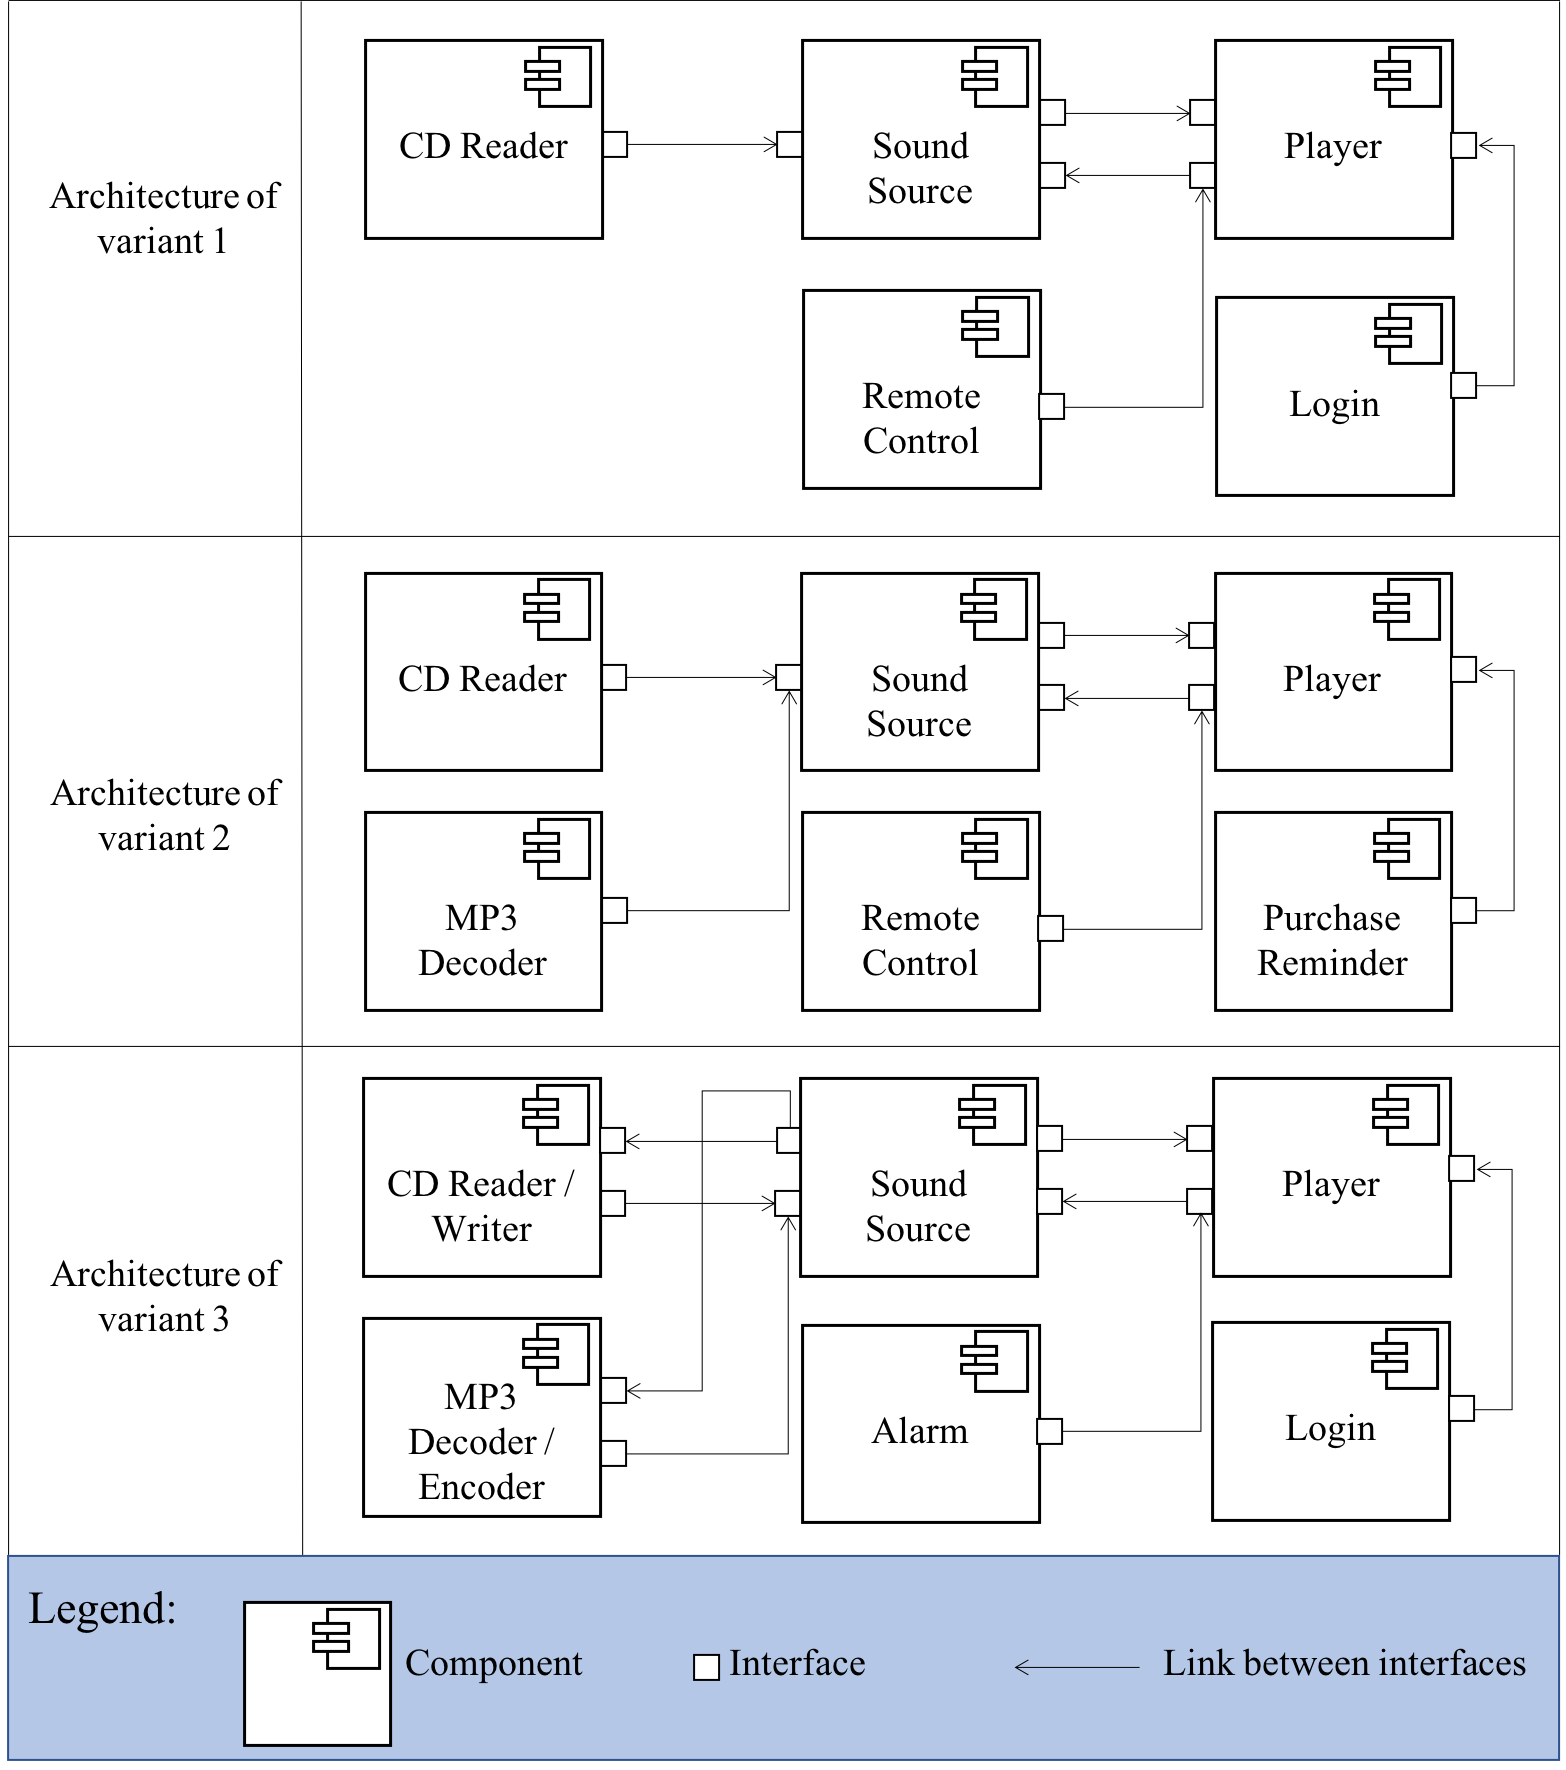 Architecture of
variant 1
CD Reader
Sound
Source
Player
Remote
Control
Login
Architecture of
variant 2
CD Reader
Sound
Source
Player
MP3
Decoder
Remote
Control
Purchase
Reminder
Architecture of
variant 3
CD Reader /
Writer
Sound
Source
Player
MP3
Decoder /
Encoder
Alarm
Login
Legend:
Component
Interface
Link between interfaces